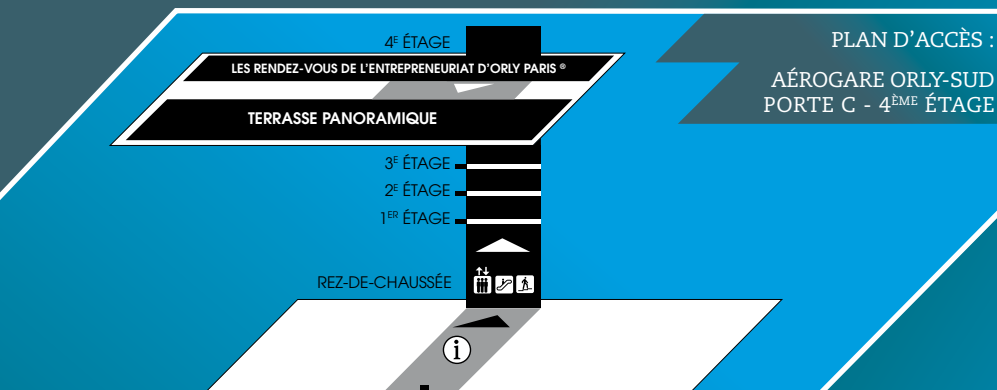 PLAN D'ACCÈS :
AÉROGARE ORLY-SUD
PORTE C - 4ÈME ÉTAGE
4E ÉTAGE
LES RENDEZ-VOUS DE L'ENTREPRENEURIAT D'ORLY PARIS ®
TERRASSE PANORAMIQUE
3E ÉTAGE
2E ÉTAGE
1ER ÉTAGE
REZ-DE-CHAUSSÉE
i